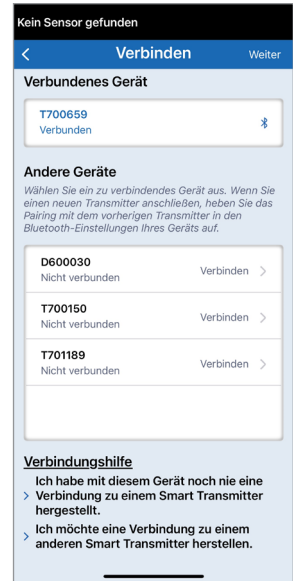 Kein Sensor gefunden
Verbinden Weiter
Verbundenes Gerät
T700659
Verbunden
Andere Geräte
Wählen Sie ein zu verbindendes Gerät aus. Wenn Sie
einen neuen Transmitter anschließen, heben Sie das
Pairing mit dem vorherigen Transmitter in den
Bluetooth-Einstellungen Ihres Geräts auf.
D600030
Nicht verbunden Verbinden
T700150
Nicht verbunden Verbinden
T701189
Nicht verbunden Verbinden
Verbindungshilfe
Ich habe mit diesem Gerät noch nie eine
Verbindung zu einem Smart Transmitter
hergestellt.
Ich möchte eine Verbindung zu einem
anderen Smart Transmitter herstellen.